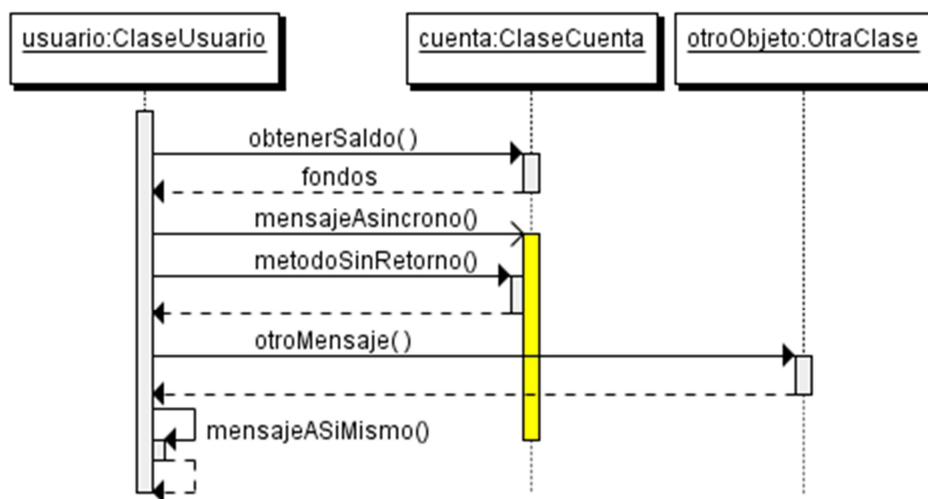 usuario:ClaseUsuario
cuenta:ClaseCuenta
otroObjeto:OtraClase
obtenerSaldo( )
fondos
mensajeAsincrono()
metodoSinRetorno()
otroMensaje( )
mensajeASiMismo()